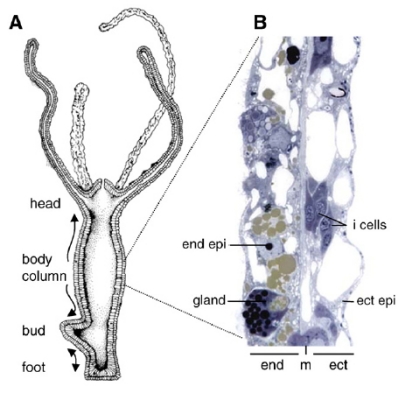 A
B
head
body
column
bud
foot
end epi
gland
i cells
ect epi
end
m
ect